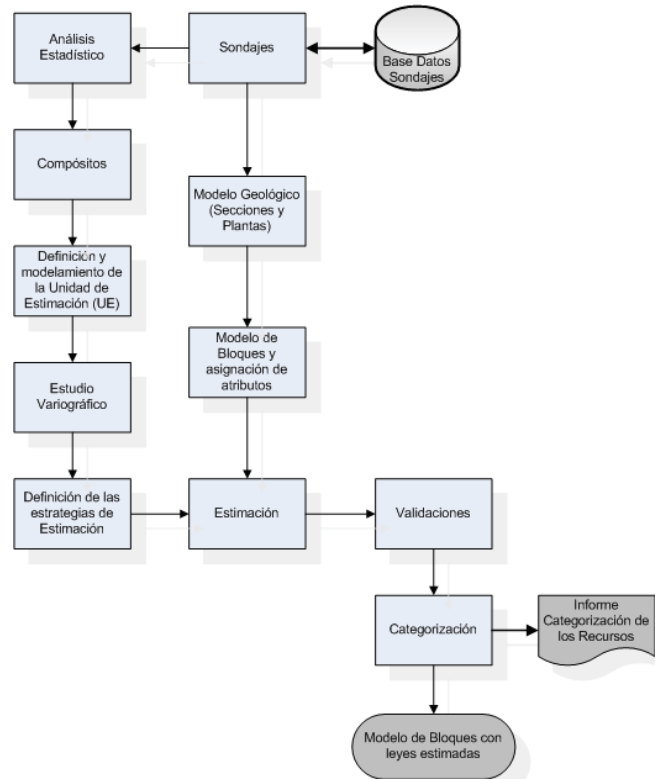 Análisis
Estadístico
Sondajes
Base Datos
Sondajes
Compósitos
Modelo Geológico
(Secciones y
Plantas)
Definición y
modelamiento de
la Unidad de
Estimación (UE)
Modelo de
Bloques y
asignación de
atributos
Estudio
Variográfico
Definición de las
estrategias de
Estimación
Estimación
Validaciones
Categorización
Informe
Categorización de
los Recursos
Modelo de Bloques con
leyes estimadas